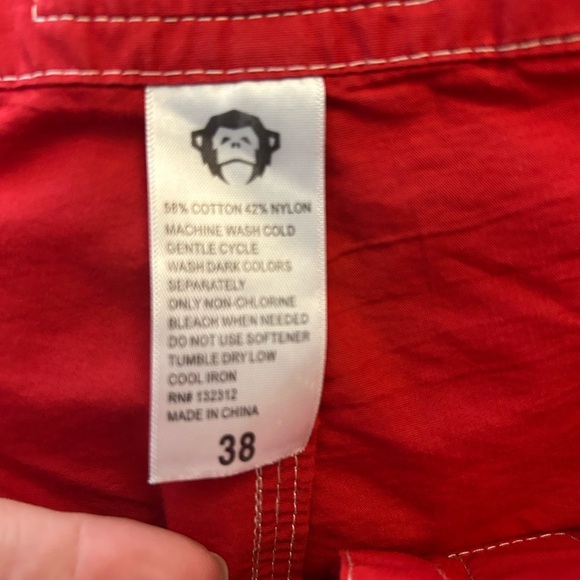 58% COTTON 42% NYLON
MACHINE WASH COLD
GENTLE CYCLE
WASH DARK COLORS
SEPARATELY
ONLY NON-CHLORINE
BLEACH WHEN NEEDED
DO NOT USE SOFTENER
TUMBLE DRY LOW
COOL IRON
RN# 132312
MADE IN CHINA
38